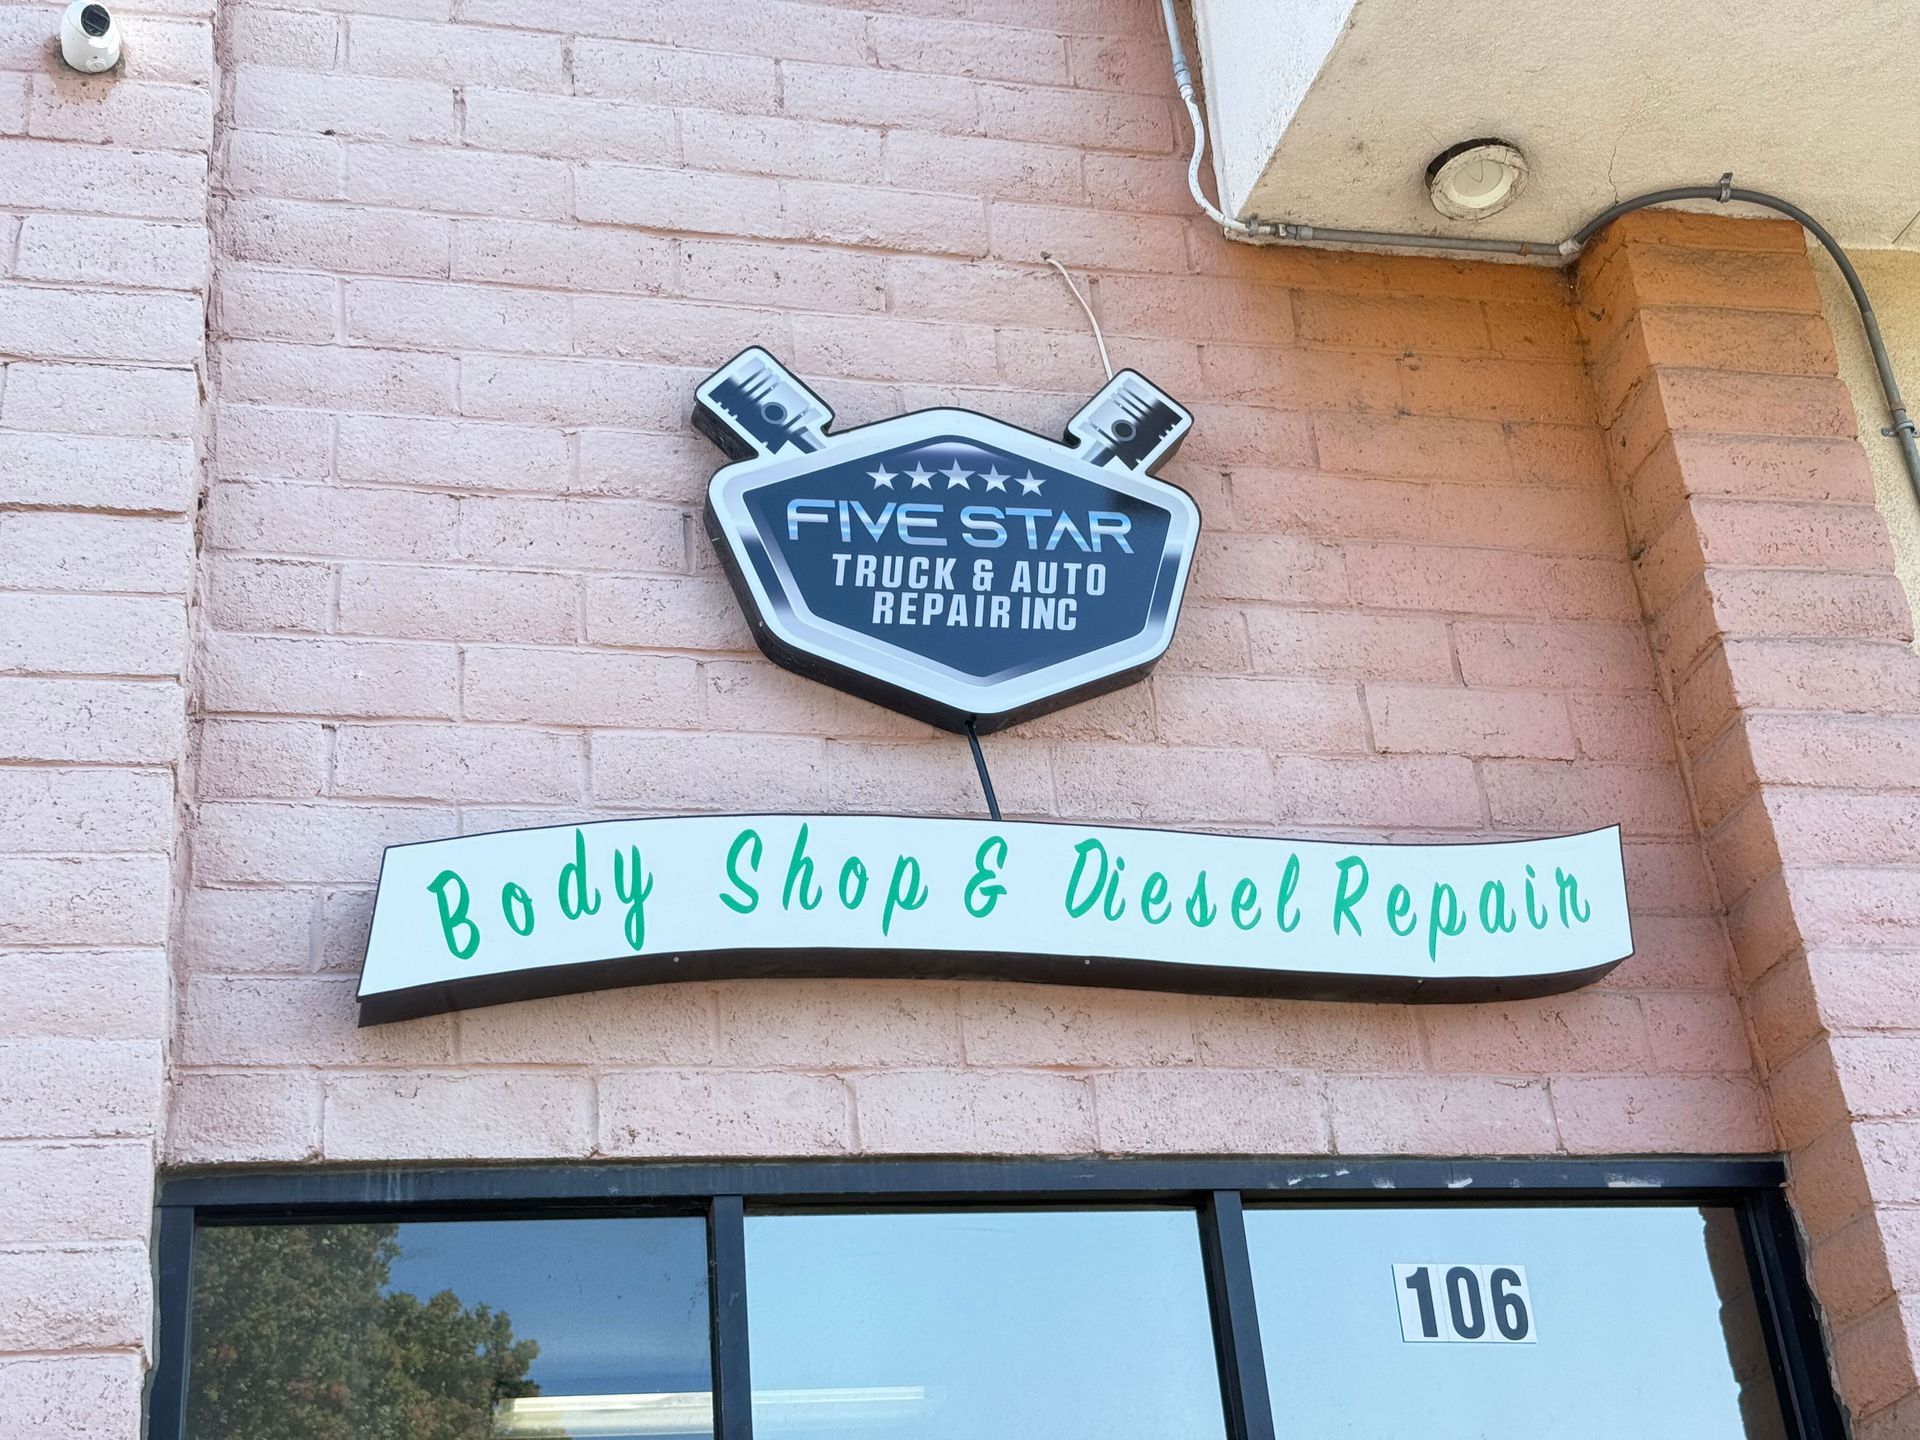 FIVE STAR
TRUCK & AUTO
REPAIR INC
Body Shop & Diesel Repair
106